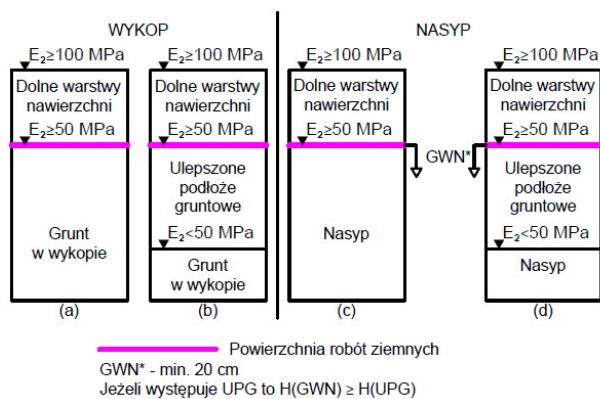 WYKOP
NASYP
E₂≥100 MPa
Dolne warstwy
nawierzchni
E₂≥50 MPa
Grunt
w wykopie
(a)
E₂≥100 MPa
Dolne warstwy
nawierzchni
E₂≥50 MPa
Ulepszone
podłoże
gruntowe
E₂<50 MPa
Grunt
w wykopie
(b)
E₂≥100 MPa
Dolne warstwy
nawierzchni
E₂≥50 MPa
Nasyp
(c)
GWN*
E₂≥100 MPa
Dolne warstwy
nawierzchni
E₂≥50 MPa
Ulepszone
podłoże
gruntowe
E₂<50 MPa
Nasyp
(d)
Powierzchnia robót ziemnych
GWN* - min. 20 cm
Jeżeli występuje UPG to H(GWN) ≥ H(UPG)